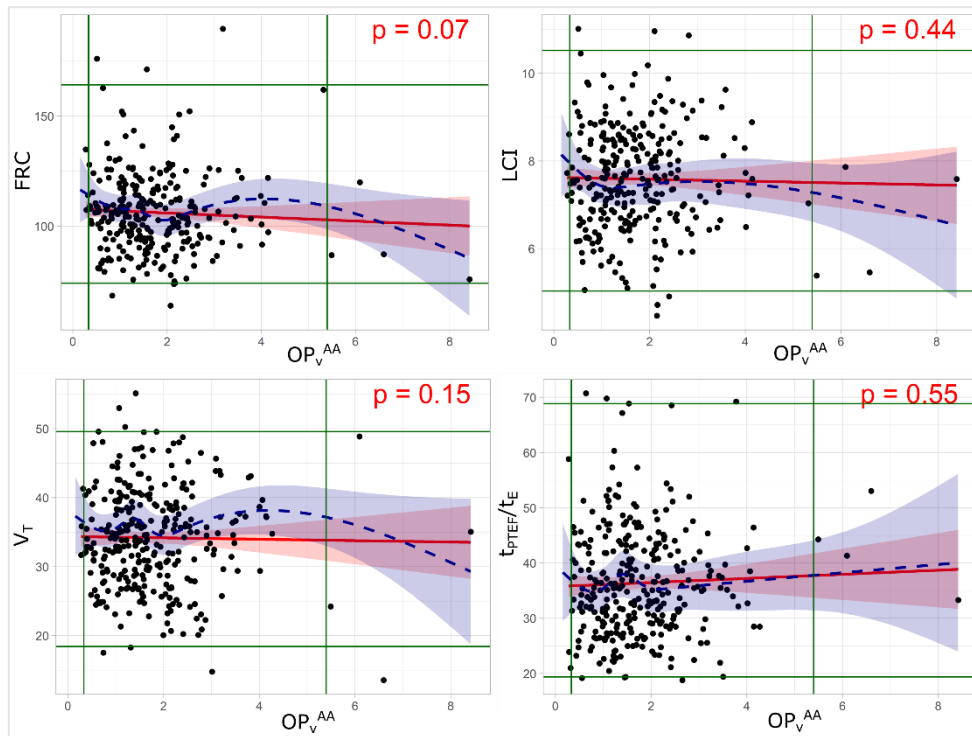 p = 0.07
150
100
FRC
0 2 4 6 8
OPvAA
p = 0.44
10
8
6
LCI
0 2 4 6 8
OPvAA
p = 0.15
50
40
30
20
VT
0 2 4 6 8
OPvAA
p = 0.55
70
60
50
40
30
20
tPTEF/tE
0 2 4 6 8
OPvAA